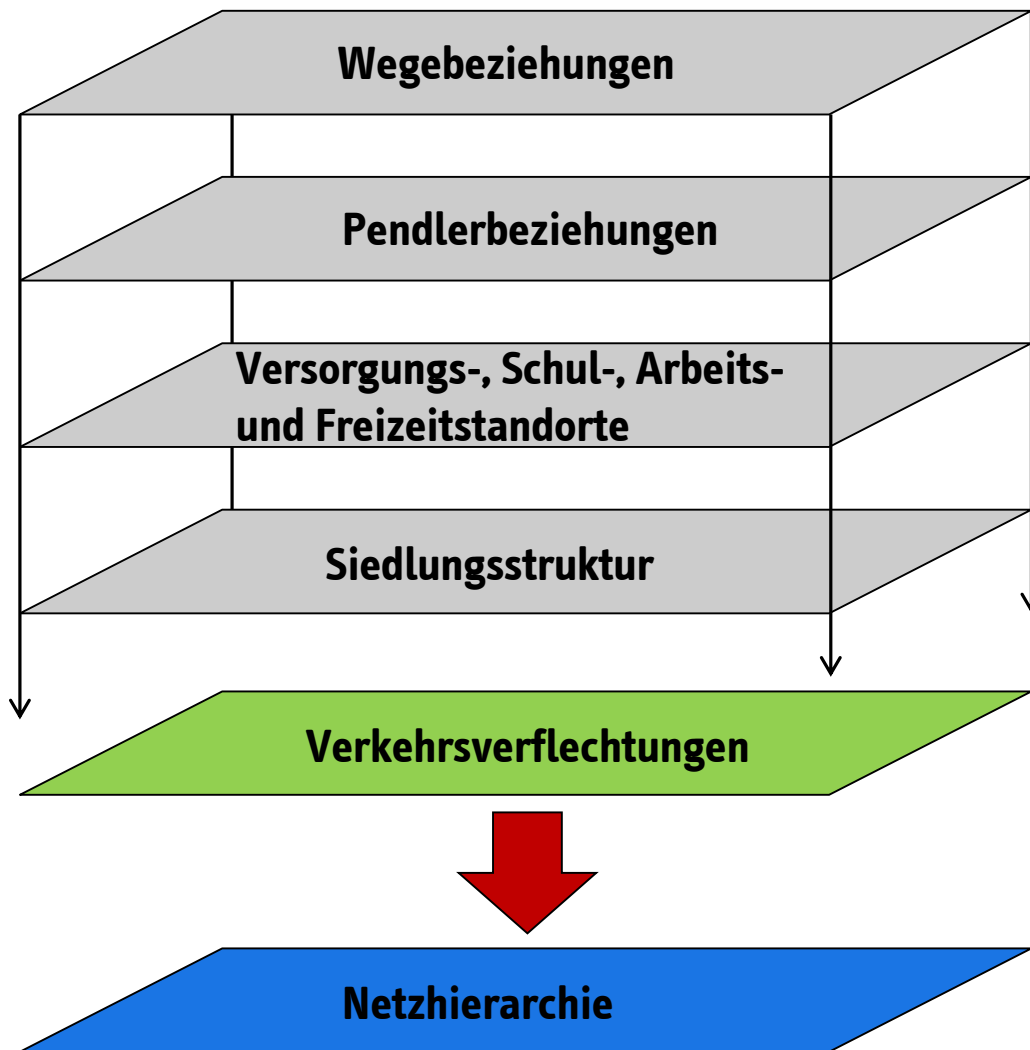 Wegebeziehungen
Pendlerbeziehungen
Versorgungs-, Schul-, Arbeits-
und Freizeitstandorte
Siedlungsstruktur
Verkehrsverflechtungen
Netzhierarchie